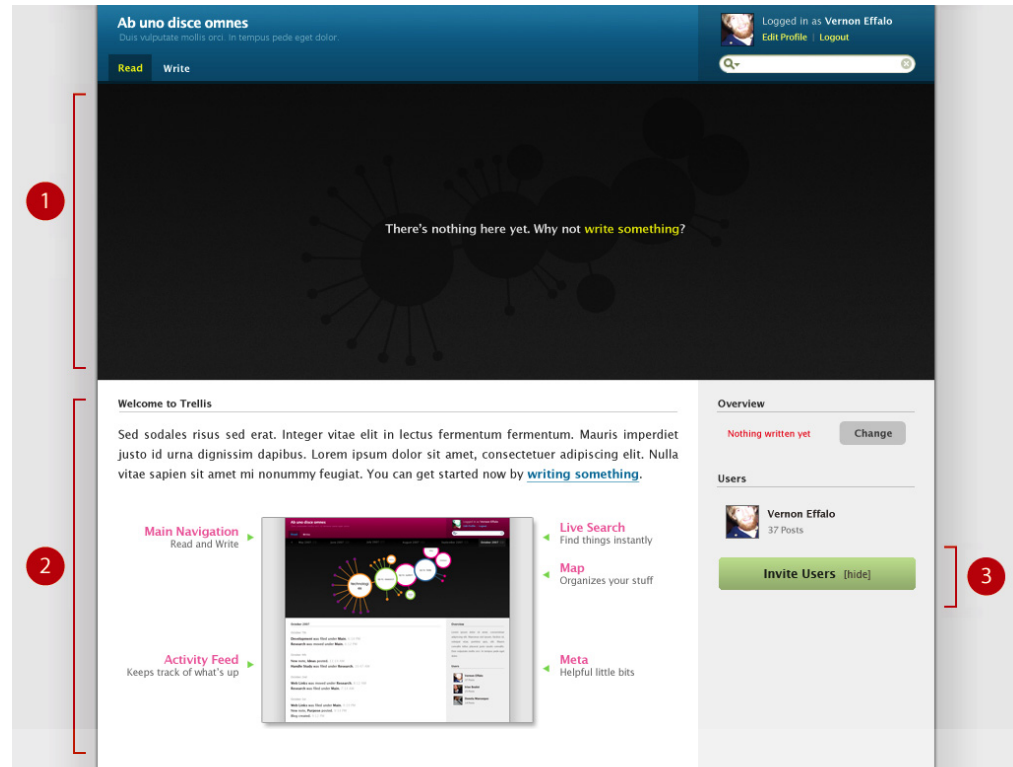 Ab uno disce omnes
Duis vulputate mollis orci. In tempus pede eget dolor.
Logged in as Vernon Effalo
Edit Profile | Logout
Read Write
1
There's nothing here yet. Why not write something?
2
Welcome to Trellis
Sed sodales risus sed erat. Integer vitae elit in lectus fermentum fermentum. Mauris imperdiet
justo id urna dignissim dapibus. Lorem ipsum dolor sit amet, consectetuer adipiscing elit. Nulla
vitae sapien sit amet mi nonummy feugiat. You can get started now by writing something.
Main Navigation
Read and Write
Activity Feed
Keeps track of what's up
Ab uno disce omnes
Live Search
Find things instantly
Map
Organizes your stuff
Meta
Helpful little bits
Overview
Nothing written yet
Change
Users
Vernon Effalo
37 Posts
Invite Users [hide]
3